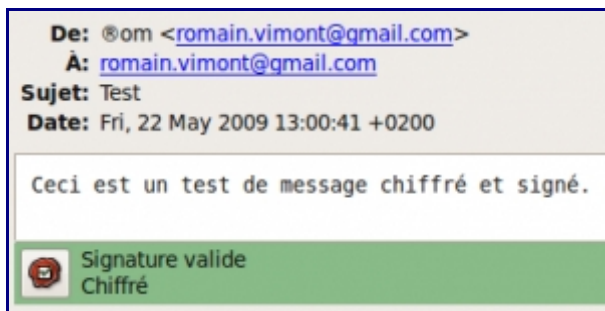 De: ®om <romain.vimont@gmail.com>
À: romain.vimont@gmail.com
Sujet: Test
Date: Fri, 22 May 2009 13:00:41 +0200
Ceci est un test de message chiffré et signé.
Signature valide
Chiffré